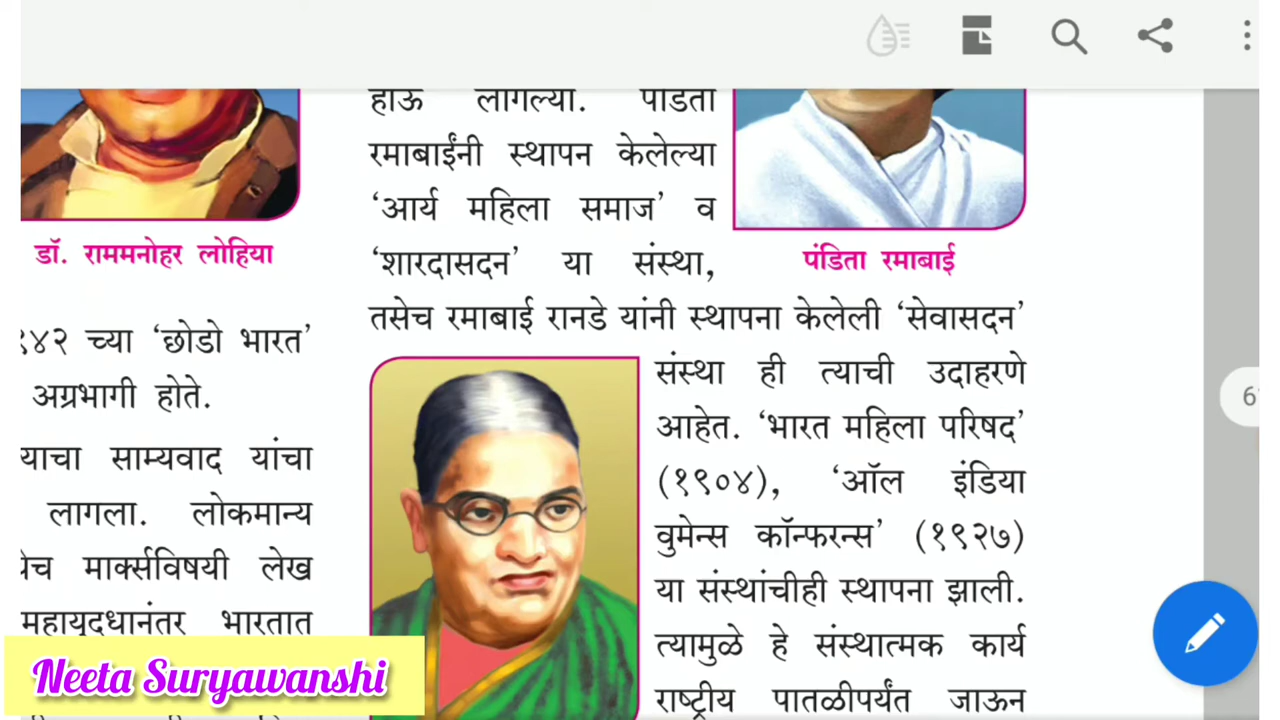 डॉ. राममनोहर लोहिया
च्या ‘छोडो भारत’
अग्रभागी होते.
साम्यवाद यांचा
लागला. लोकमान्य
मार्क्सविषयी लेख
महायुद्धानंतर भारतात
होऊ लागल्या. पंडिता
रमाबाईंनी स्थापन केलेल्या
‘आर्य महिला समाज’ व
‘शारदासदन’ या संस्था,
पंडिता रमाबाई
तसेच रमाबाई रानडे यांनी स्थापना केलेली ‘सेवासदन’
संस्था ही त्याची उदाहरणे
आहेत. ‘भारत महिला परिषद’
(१९०४), ‘ऑल इंडिया
वुमेन्स कॉन्फरन्स’ (१९२७)
या संस्थांचीही स्थापना झाली.
त्यामुळे हे संस्थात्मक कार्य
राष्ट्रीय पातळीपर्यंत जाऊन
Neeta Suryawanshi